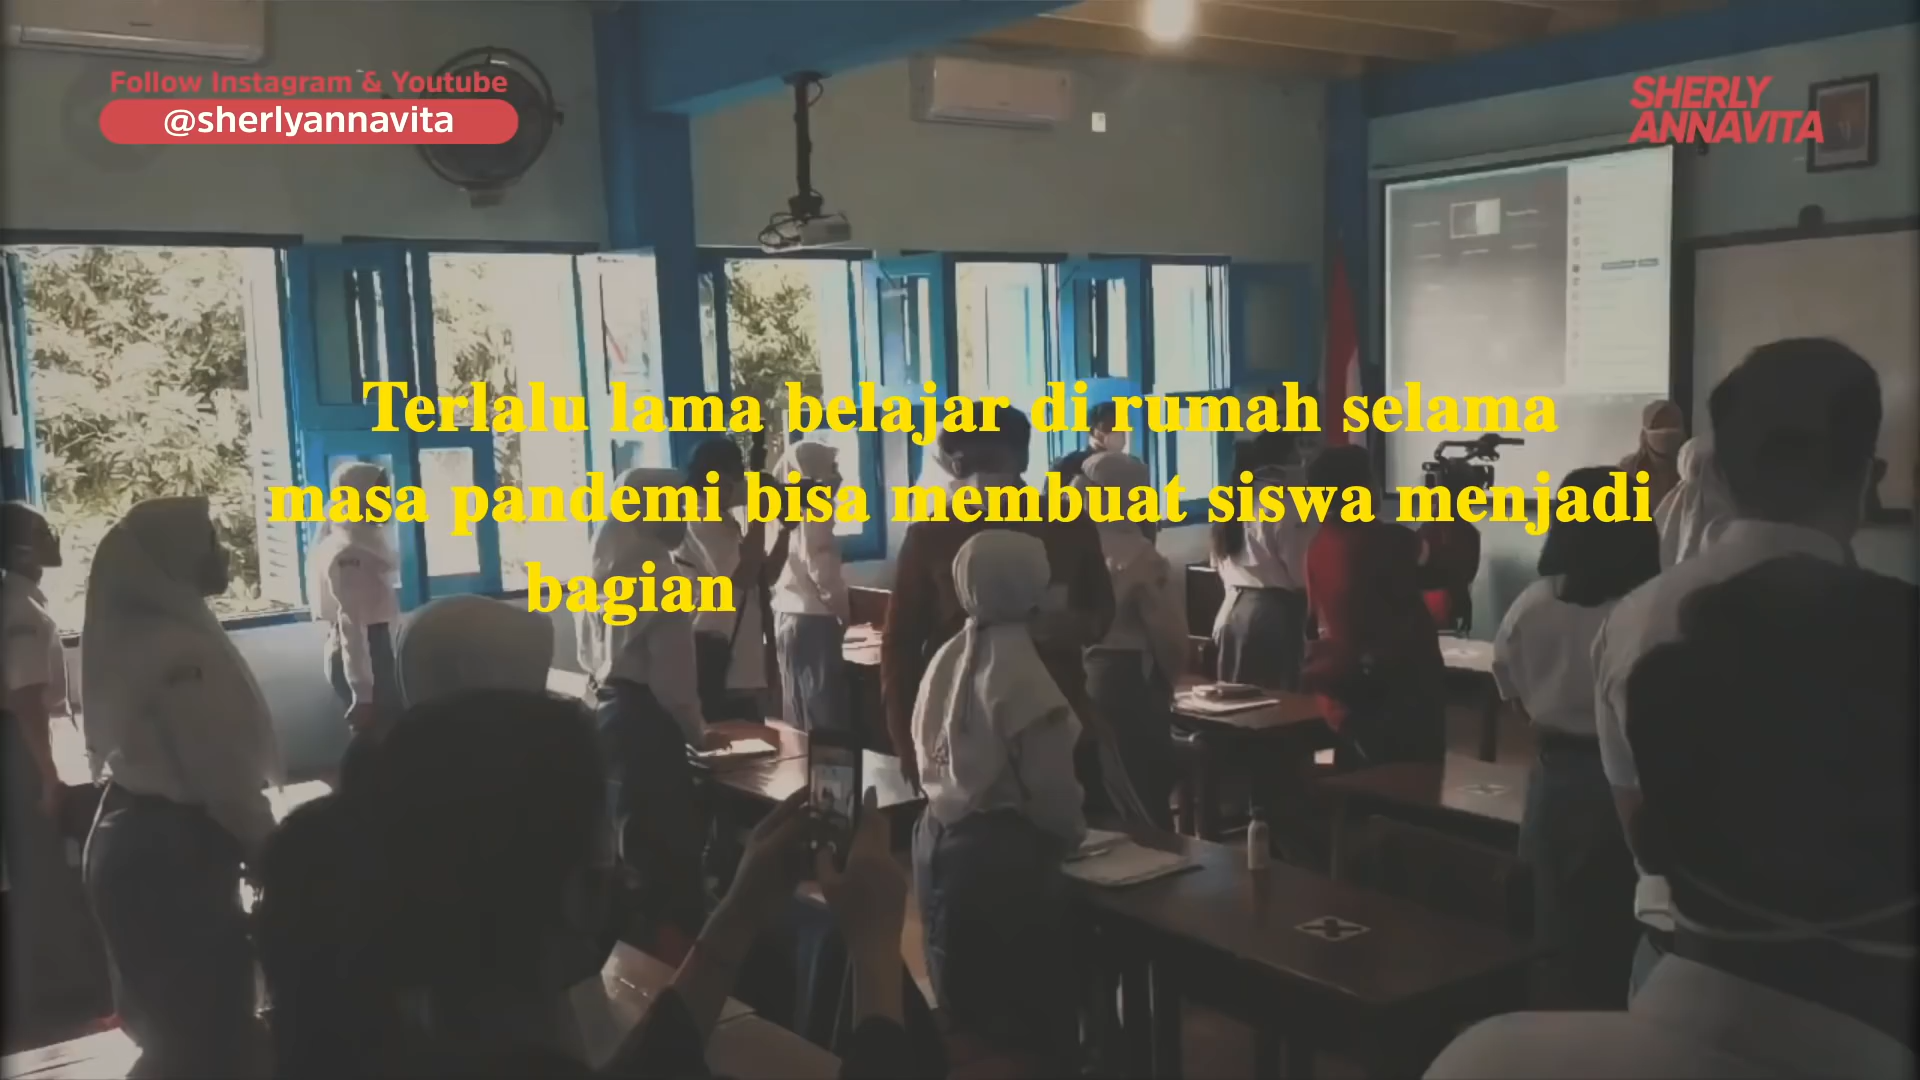 Follow Instagram & Youtube
@sherlyannavita
SHERLY
ANNAVITA
Terlalu lama belajar di rumah selama
masa pandemi bisa membuat siswa menjadi
bagian